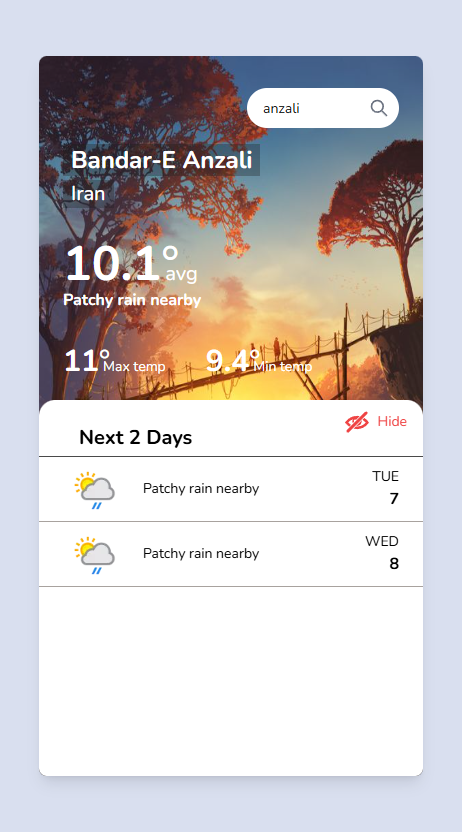 anzali
Bandar-E Anzali
Iran
10.1° avg
Patchy rain nearby
11° Max temp 9.4° Min temp
Hide
Next 2 Days
Patchy rain nearby TUE
7
Patchy rain nearby WED
8